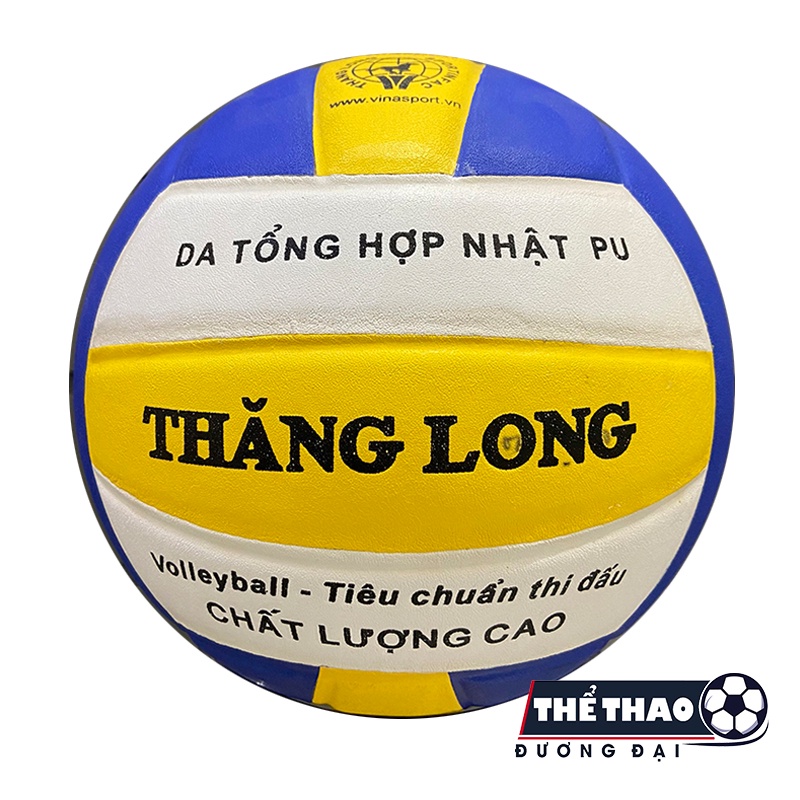 www.vinasport.vn
DA TỔNG HỢP NHẬT PU
THĂNG LONG
Volleyball - Tiêu chuẩn thi đấu
CHẤT LƯỢNG CAO
THỂ THAO
ĐƯƠNG ĐẠI